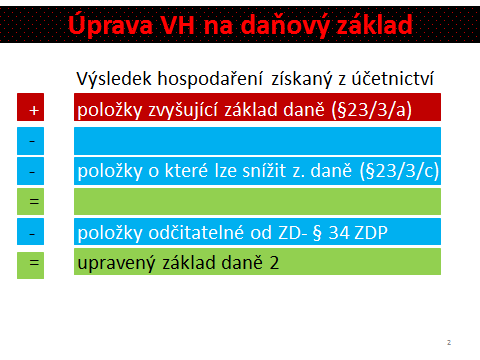 Úprava VH na daňový základ
Výsledek hospodaření získaný z účetnictví
+ položky zvyšující základ daně (§23/3/a)
-
- položky o které lze snížit z. daně (§23/3/c)
=
- položky odčitatelné od ZD- § 34 ZDP
= upravený základ daně 2
2